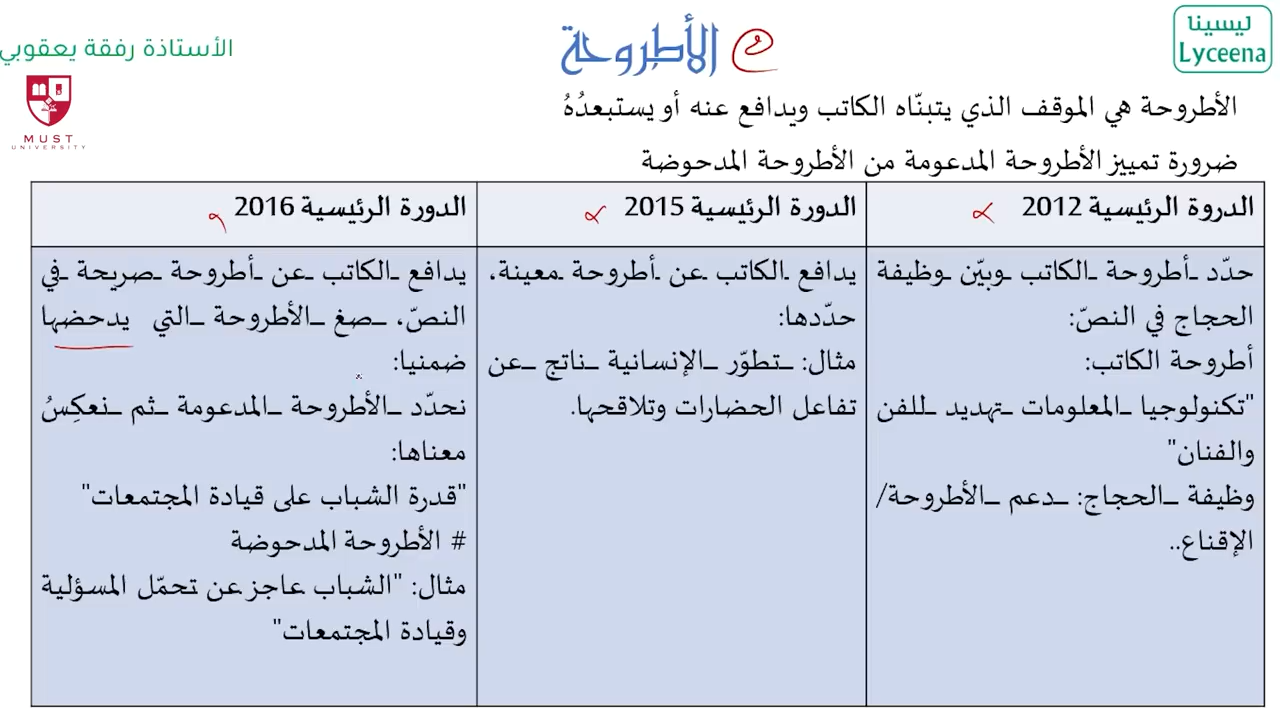 ليسينا
Lyceena
الأستاذة رفقة يعقوبي
MUST
UNIVERSITY
الأطروحة
الأطروحة هي الموقف الذي يتبنّاه الكاتب ويدافع عنه أو يستبعدُهُ
ضرورة تمييز الأطروحة المدعومة من الأطروحة المدحوضة
الدروة الرئيسية 2012
حدّد أطروحة الكاتب وبيّن وظيفة
الحجاج في النصّ:
أطروحة الكاتب:
"تكنولوجيا المعلومات تهديد للفن
والفنان"
وظيفة الحجاج: دعم الأطروحة/
الإقناع..
الدورة الرئيسية 2015
يدافع الكاتب عن أطروحة معينة،
حدّدها:
مثال: تطوّر الإنسانية ناتج عن
تفاعل الحضارات وتلاقحها.
الدورة الرئيسية 2016
يدافع الكاتب عن أطروحة صريحة في
النصّ، صغ الأطروحة التي يدحضها
ضمنيا:
نحدّد الأطروحة المدعومة ثم نعكِسُ
معناها:
"قدرة الشباب على قيادة المجتمعات"
# الأطروحة المدحوضة
مثال: "الشباب عاجز عن تحمّل المسؤلية
وقيادة المجتمعات"